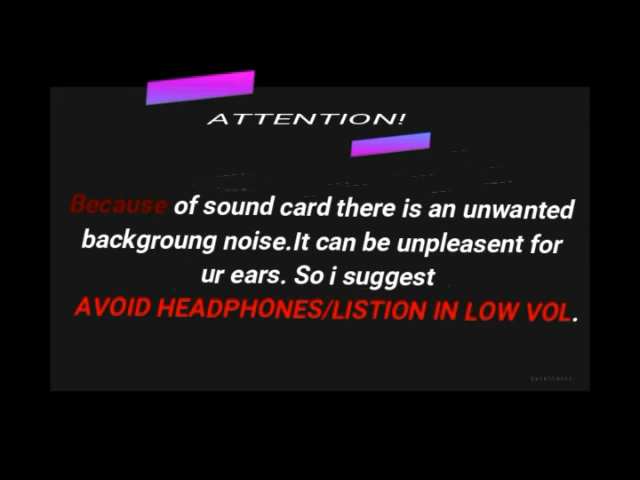 ATTENTION!
Because of sound card there is an unwanted
backgroung noise.It can be unpleasent for
ur ears. So i suggest
AVOID HEADPHONES/LISTION IN LOW VOL.